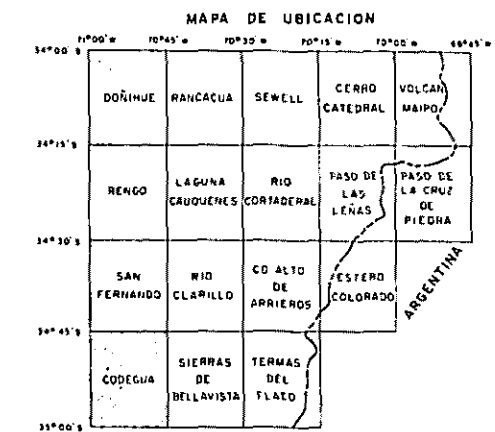 MAPA DE UBICACION
71°00'W 70°45'W 70°30'W 70°15'W 70°00'W 69°45'W
34°00'S
DOÑIHUE RANCAGUA SEWELL CERRO CATEDRAL VOLCAN MAIPO
34°15'S
RENGO LAGUNA CAUQUENES RIO CORTADERAL PASO DE LAS LEÑAS PASO DE LA CRUZ DE PIEDRA
34°30'S
SAN FERNANDO RIO CLARILLO CO ALTO DE ARRIEROS ESTERO COLORADO
ARGENTINA
34°45'S
CODEGUA SIERRAS DE BELLAVISTA TERMAS DEL FLACO
35°00'S